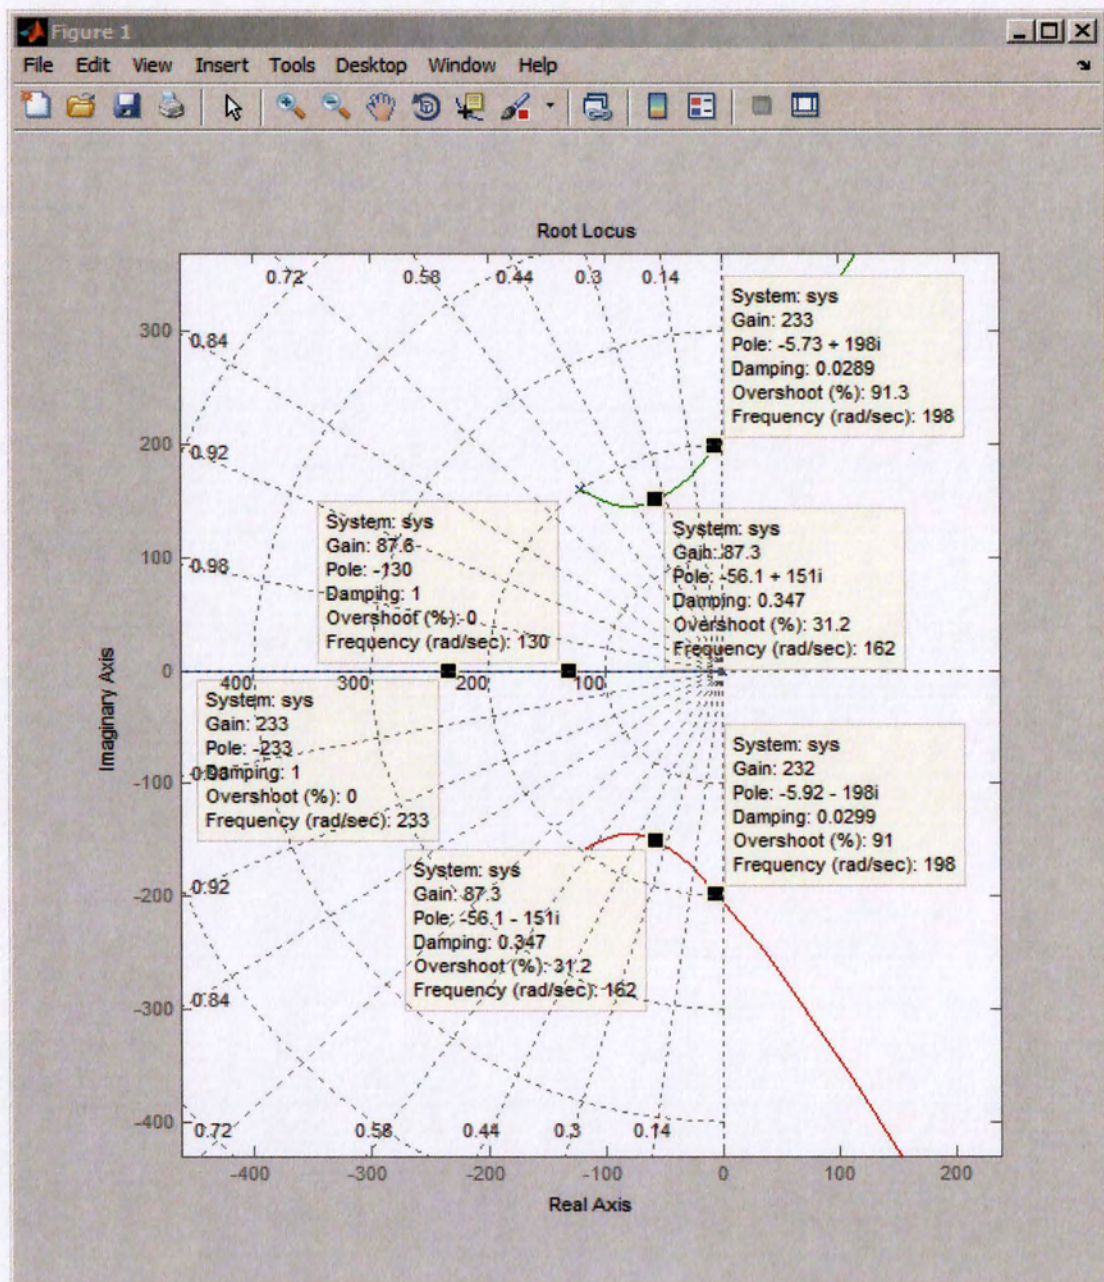 Figure 1
File Edit View Insert Tools Desktop Window Help
Root Locus
0.72 0.58 0.44 0.3 0.14
System: sys
Gain: 233
Pole: -5.73 + 198i
Damping: 0.0289
Overshoot (%): 91.3
Frequency (rad/sec): 198
300
0.84
200
0.92
System: sys
Gain: 87.6
Pole: -130
Damping: 1
Overshoot (%): 0
Frequency (rad/sec): 130
System: sys
Gain: 87.3
Pole: -56.1 + 151i
Damping: 0.347
Overshoot (%): 31.2
Frequency (rad/sec): 162
100
0.98
0
400 300 200 100
Imaginary Axis
System: sys
Gain: 233
Pole: -233
Damping: 1
Overshoot (%): 0
Frequency (rad/sec): 233
-100
0.98
System: sys
Gain: 232
Pole: -5.92 - 198i
Damping: 0.0299
Overshoot (%): 91
Frequency (rad/sec): 198
-200
0.92
System: sys
Gain: 87.3
Pole: -56.1 - 151i
Damping: 0.347
Overshoot (%): 31.2
Frequency (rad/sec): 162
-300
0.84
-400
0.72 0.58 0.44 0.3 0.14
-400 -300 -200 -100 0 100 200
Real Axis